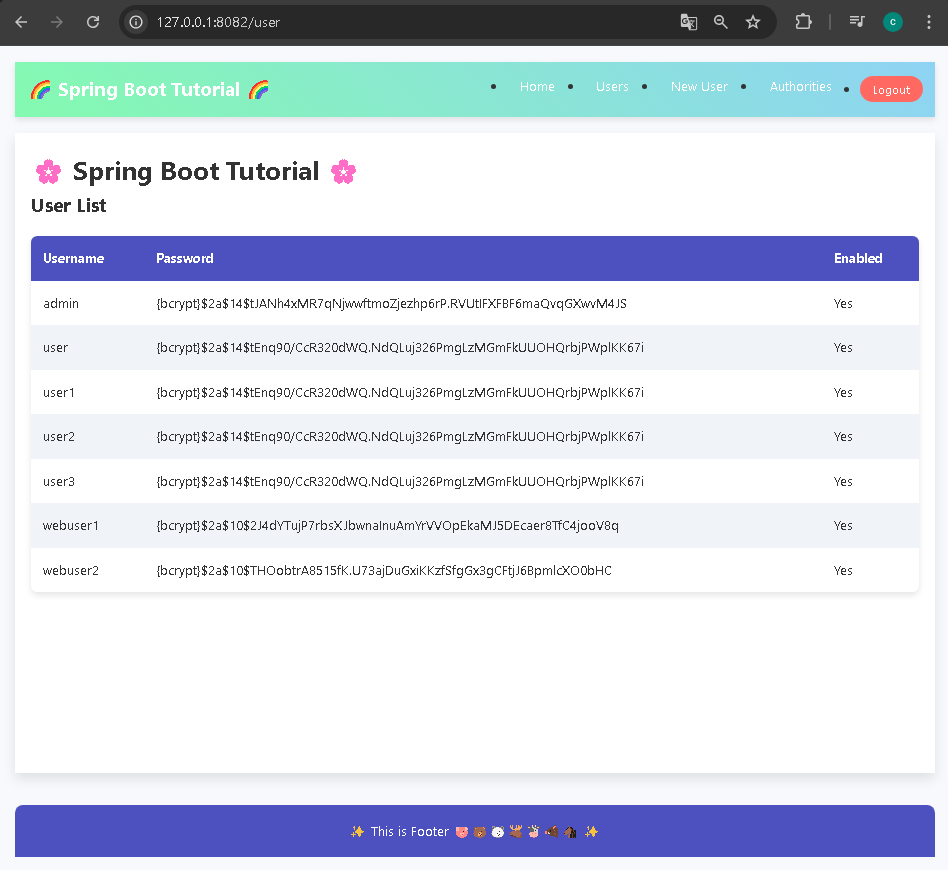 127.0.0.1:8082/user
🌈 Spring Boot Tutorial 🌈
• Home • Users • New User • Authorities • Logout
🌸 Spring Boot Tutorial 🌸
User List
Username Password Enabled
admin {bcrypt}$2a$14$tJANh4xMR7qNjwwftmoZjezhp6rP.RVUtIFXFBF6maQvqGXwvM4JS Yes
user {bcrypt}$2a$14$tEnq90/CcR320dWQ.NdQLuj326PmgLzMGmFkUUOHQrbjPWplKK67i Yes
user1 {bcrypt}$2a$14$tEnq90/CcR320dWQ.NdQLuj326PmgLzMGmFkUUOHQrbjPWplKK67i Yes
user2 {bcrypt}$2a$14$tEnq90/CcR320dWQ.NdQLuj326PmgLzMGmFkUUOHQrbjPWplKK67i Yes
user3 {bcrypt}$2a$14$tEnq90/CcR320dWQ.NdQLuj326PmgLzMGmFkUUOHQrbjPWplKK67i Yes
webuser1 {bcrypt}$2a$10$2J4dYTujP7rbsXJbwnaInuAmYrVVOpEkaMJ5DEcaer8TfC4jooV8q Yes
webuser2 {bcrypt}$2a$10$THOobtrA8515fK.U73ajDuGxiKKzfSfgGx3gCFtjJ6BpmlcXO0bHC Yes
✨ This is Footer 🐷🐻🐻‍❄️🫎🦌🐗🐴 ✨